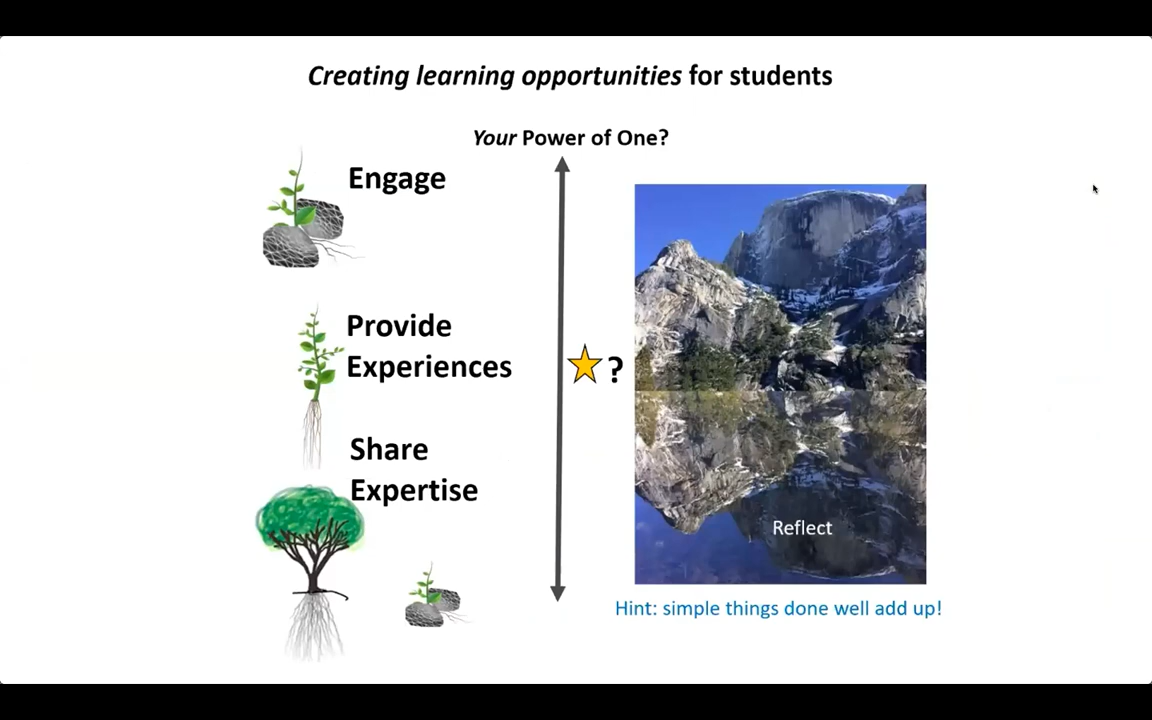 Creating learning opportunities for students
Your Power of One?
Engage
Provide
Experiences
?
Share
Expertise
Reflect
Hint: simple things done well add up!